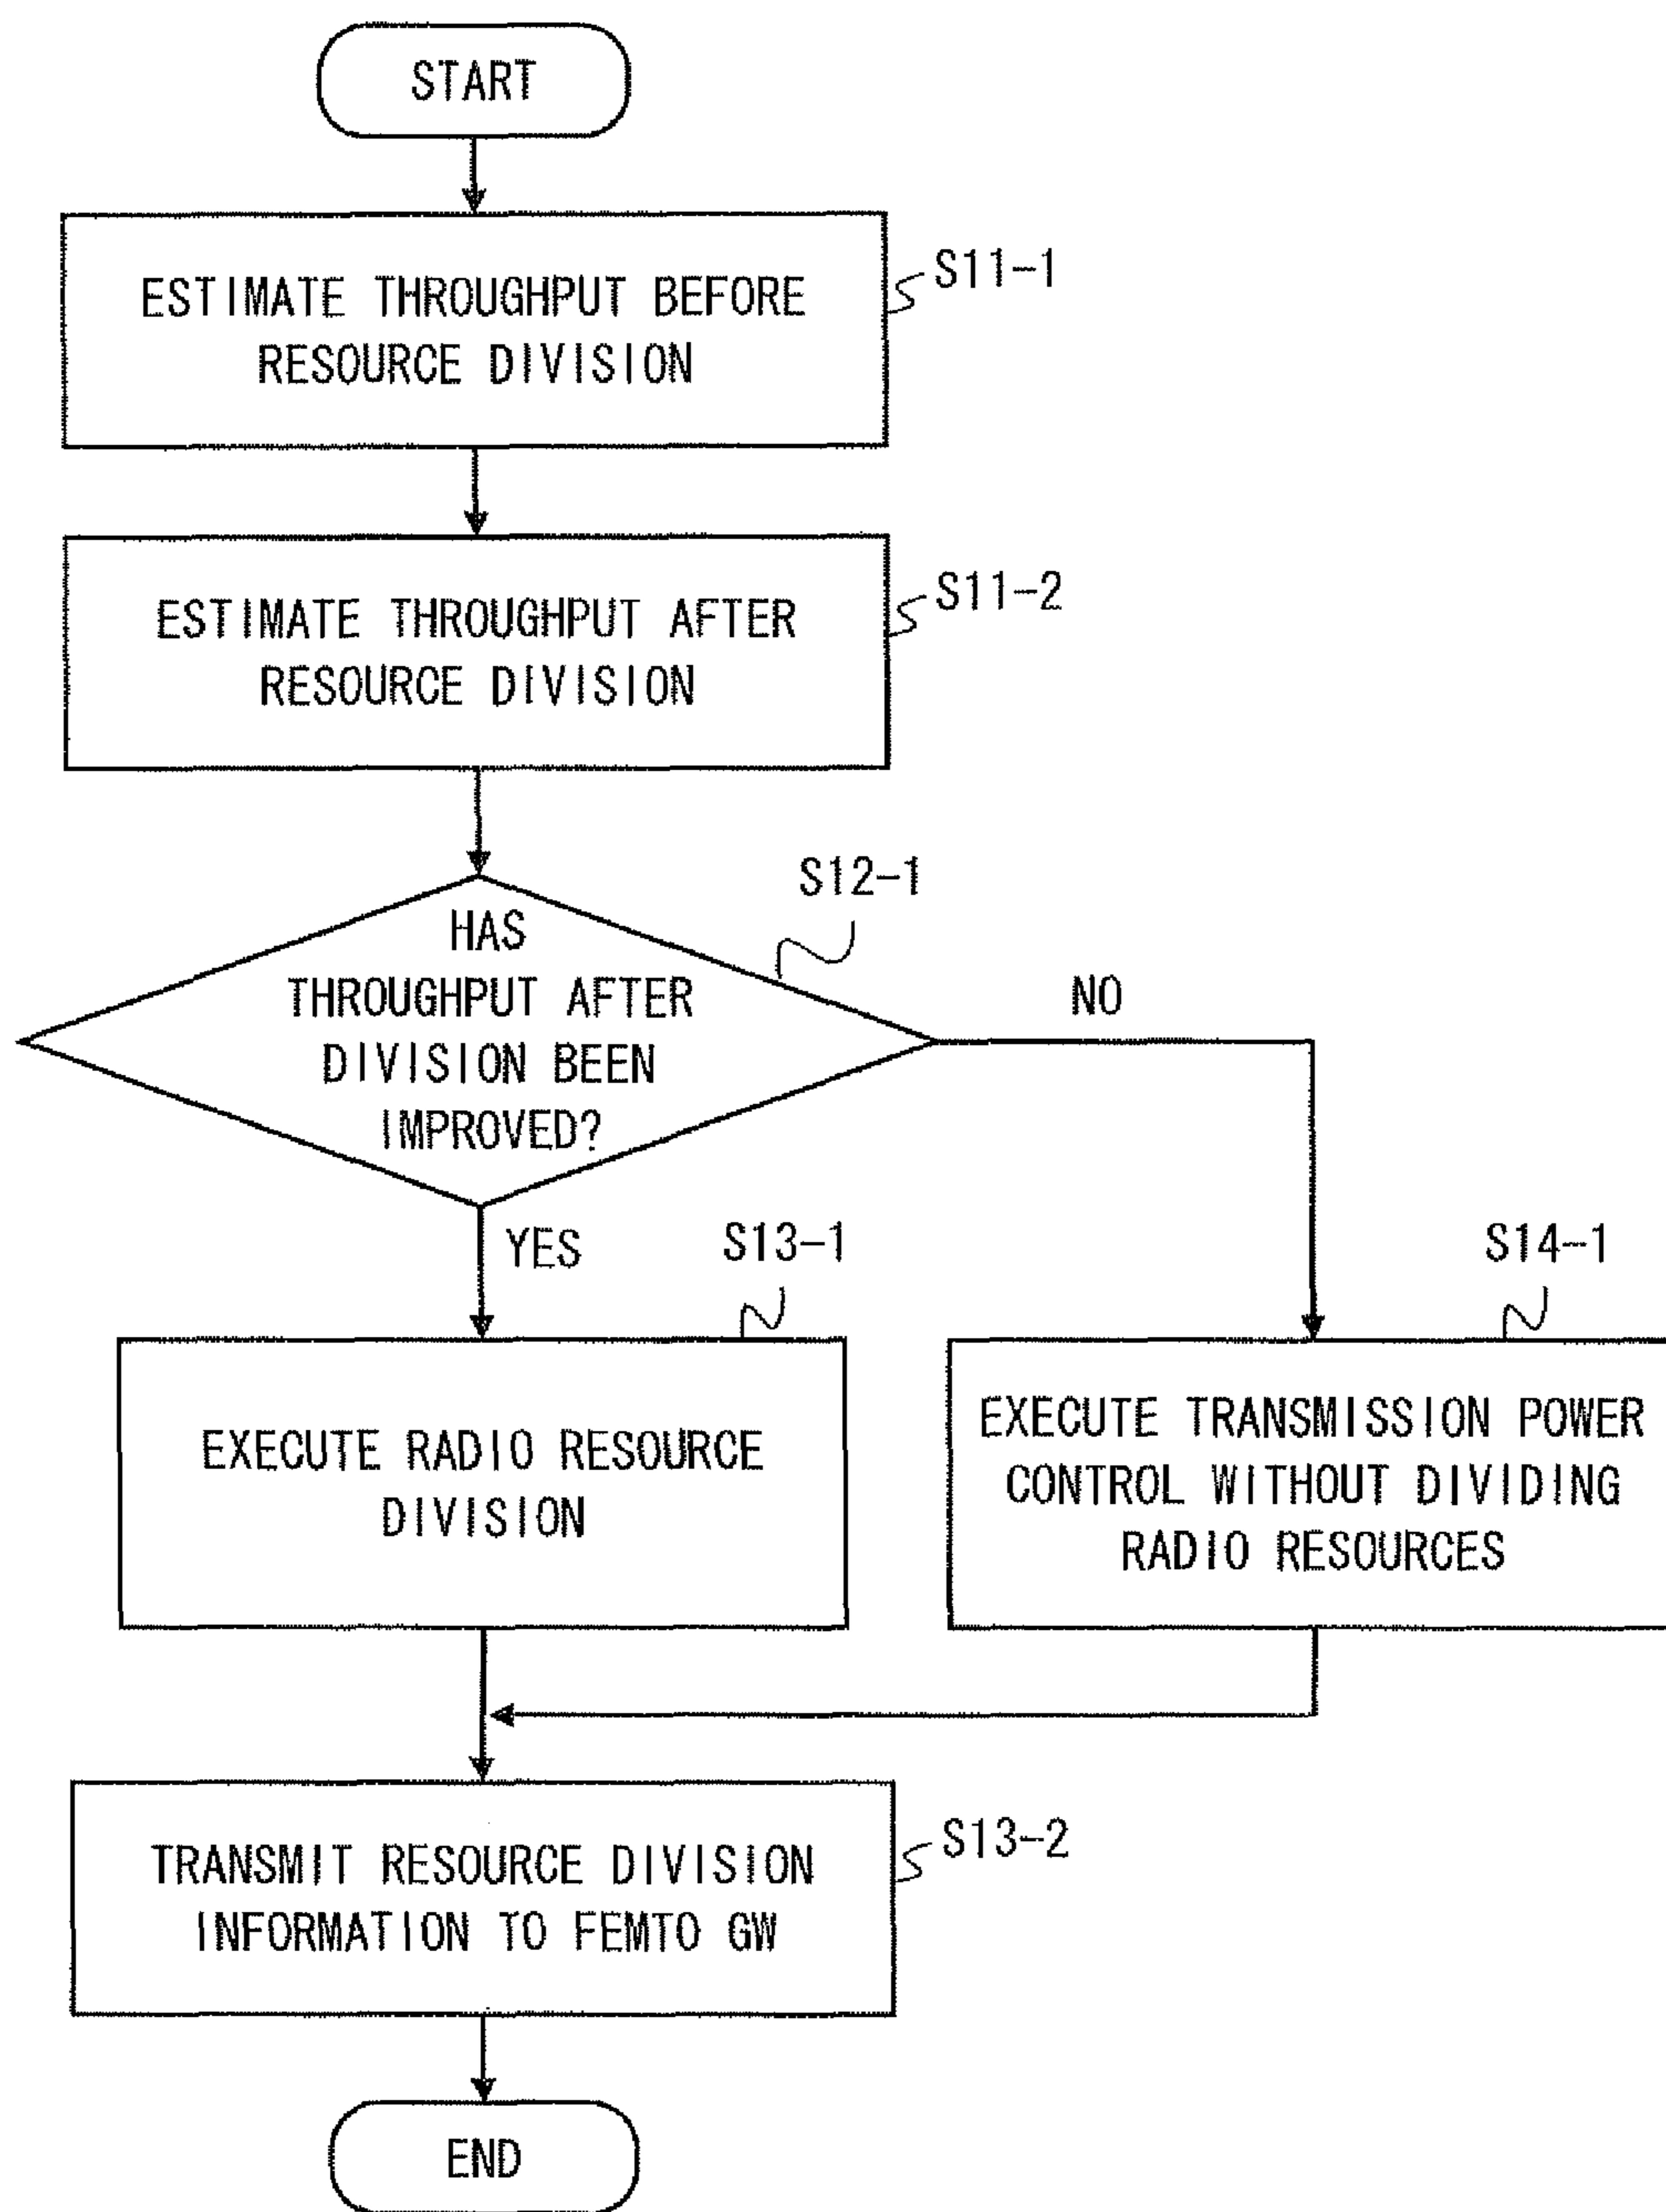 START
ESTIMATE THROUGHPUT BEFORE
RESOURCE DIVISION
S11-1
ESTIMATE THROUGHPUT AFTER
RESOURCE DIVISION
S11-2
HAS
THROUGHPUT AFTER
DIVISION BEEN
IMPROVED?
S12-1
NO
YES
S13-1
EXECUTE RADIO RESOURCE
DIVISION
S14-1
EXECUTE TRANSMISSION POWER
CONTROL WITHOUT DIVIDING
RADIO RESOURCES
TRANSMIT RESOURCE DIVISION
INFORMATION TO FEMTO GW
S13-2
END